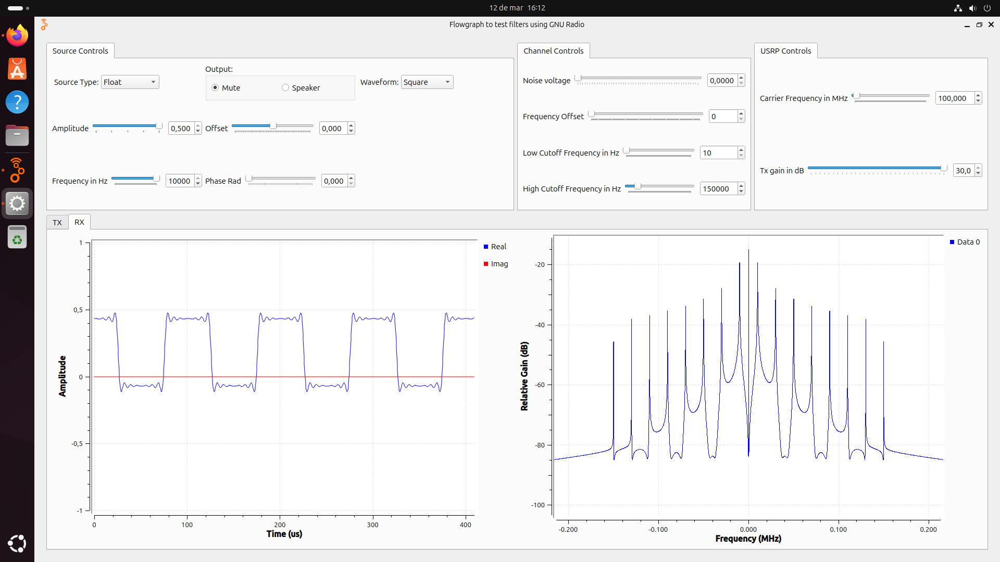 12 de mar 16:12
Flowgraph to test filters using GNU Radio
Source Controls
Source Type: Float
Output:
Mute
Speaker
Waveform: Square
Amplitude 0,500
Offset 0,000
Frequency in Hz 10000
Phase Rad 0,000
Channel Controls
Noise voltage 0,0000
Frequency Offset 0
Low Cutoff Frequency in Hz 10
High Cutoff Frequency in Hz 150000
USRP Controls
Carrier Frequency in MHz 100,000
Tx gain in dB 30,0
TX RX
1
0,5
0
-0,5
-1
Amplitude
0 100 200 300 400
Time (us)
Real
Imag
-20
-40
-60
-80
-100
Relative Gain (dB)
-0.200 -0.100 0.000 0.100 0.200
Frequency (MHz)
Data 0